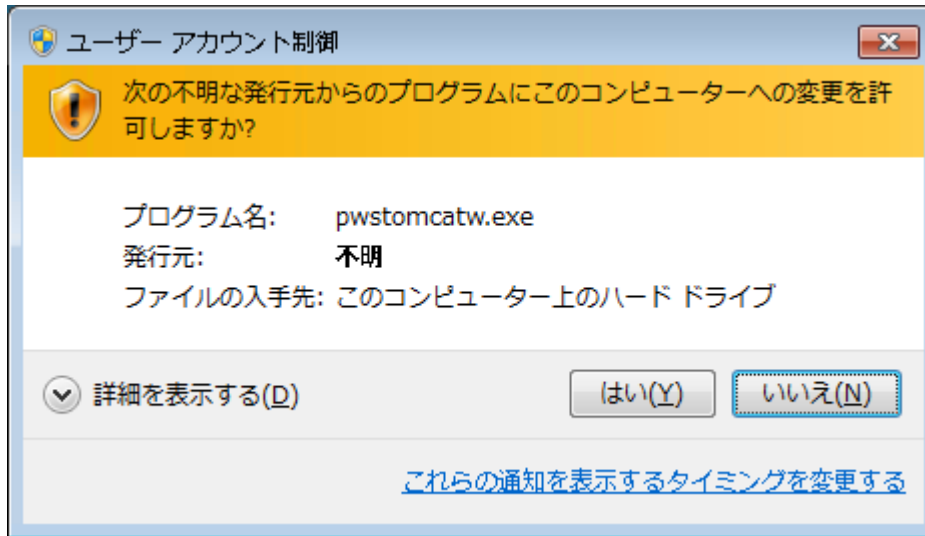 ユーザー アカウント制御
次の不明な発行元からのプログラムにこのコンピューターへの変更を許
可しますか?
プログラム名: pwstomcatw.exe
発行元: 不明
ファイルの入手先: このコンピューター上のハード ドライブ
詳細を表示する(D) はい(Y) いいえ(N)
これらの通知を表示するタイミングを変更する